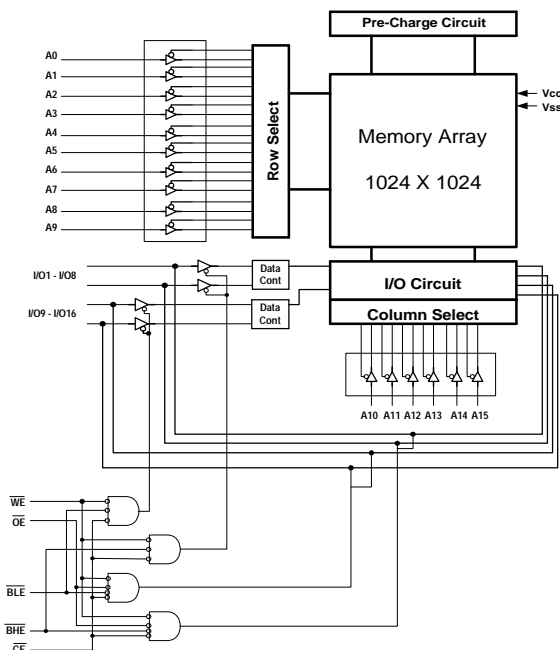 Pre-Charge Circuit
A0
A1
A2
A3
A4
A5
A6
A7
A8
A9
Row Select
Memory Array
1024 X 1024
Vcc
Vss
I/O1 - I/O8
I/O9 - I/O16
Data
Cont
Data
Cont
I/O Circuit
Column Select
A10 A11 A12 A13 A14 A15
WE
OE
BLE
BHE
CE